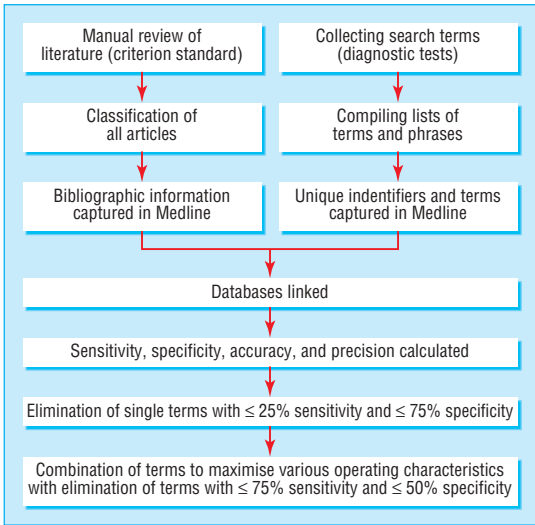 Manual review of
literature (criterion standard)
Collecting search terms
(diagnostic tests)
Classification of
all articles
Compiling lists of
terms and phrases
Bibliographic information
captured in Medline
Unique indentifiers and terms
captured in Medline
Databases linked
Sensitivity, specificity, accuracy, and precision calculated
Elimination of single terms with ≤ 25% sensitivity and ≤ 75% specificity
Combination of terms to maximise various operating characteristics
with elimination of terms with ≤ 75% sensitivity and ≤ 50% specificity